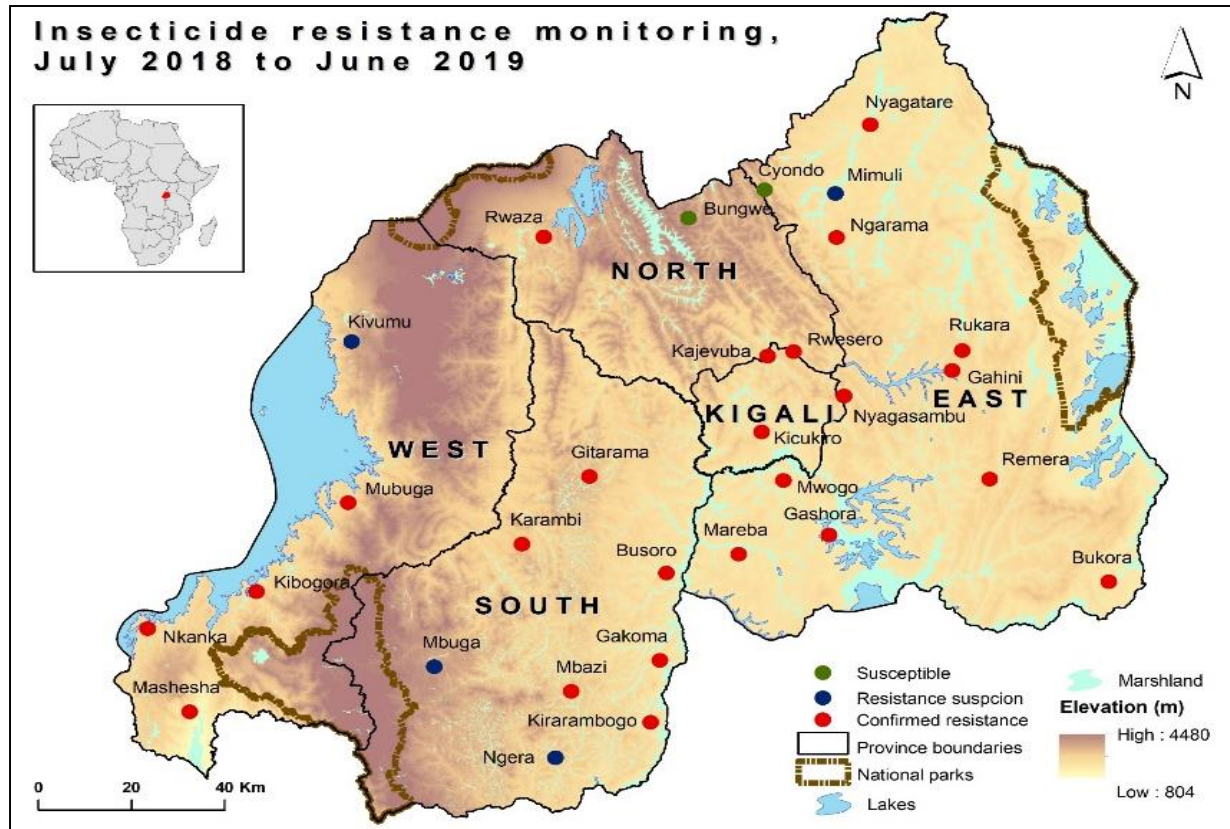 Insecticide resistance monitoring,
July 2018 to June 2019
N
Nyagatare
Cyondo
Mimuli
Bungwe
Rwaza
Ngarama
NORTH
Kivumu
Rukara
Rwesero
Kajevuba
Gahini
EAST
KIGALI
Nyagasambu
Kicukiro
WEST
Gitarama
Remera
Mwogo
Mubuga
Gashora
Karambi
Mareba
Busoro
Bukora
Kibogora
SOUTH
Nkanka
Mbuga
Gakoma
Mbazi
Mashesha
Kirarambogo
Ngera
Susceptible
Resistance suspcion
Confirmed resistance
Province boundaries
National parks
Lakes
Marshland
Elevation (m)
High : 4480
Low : 804
0 20 40 Km